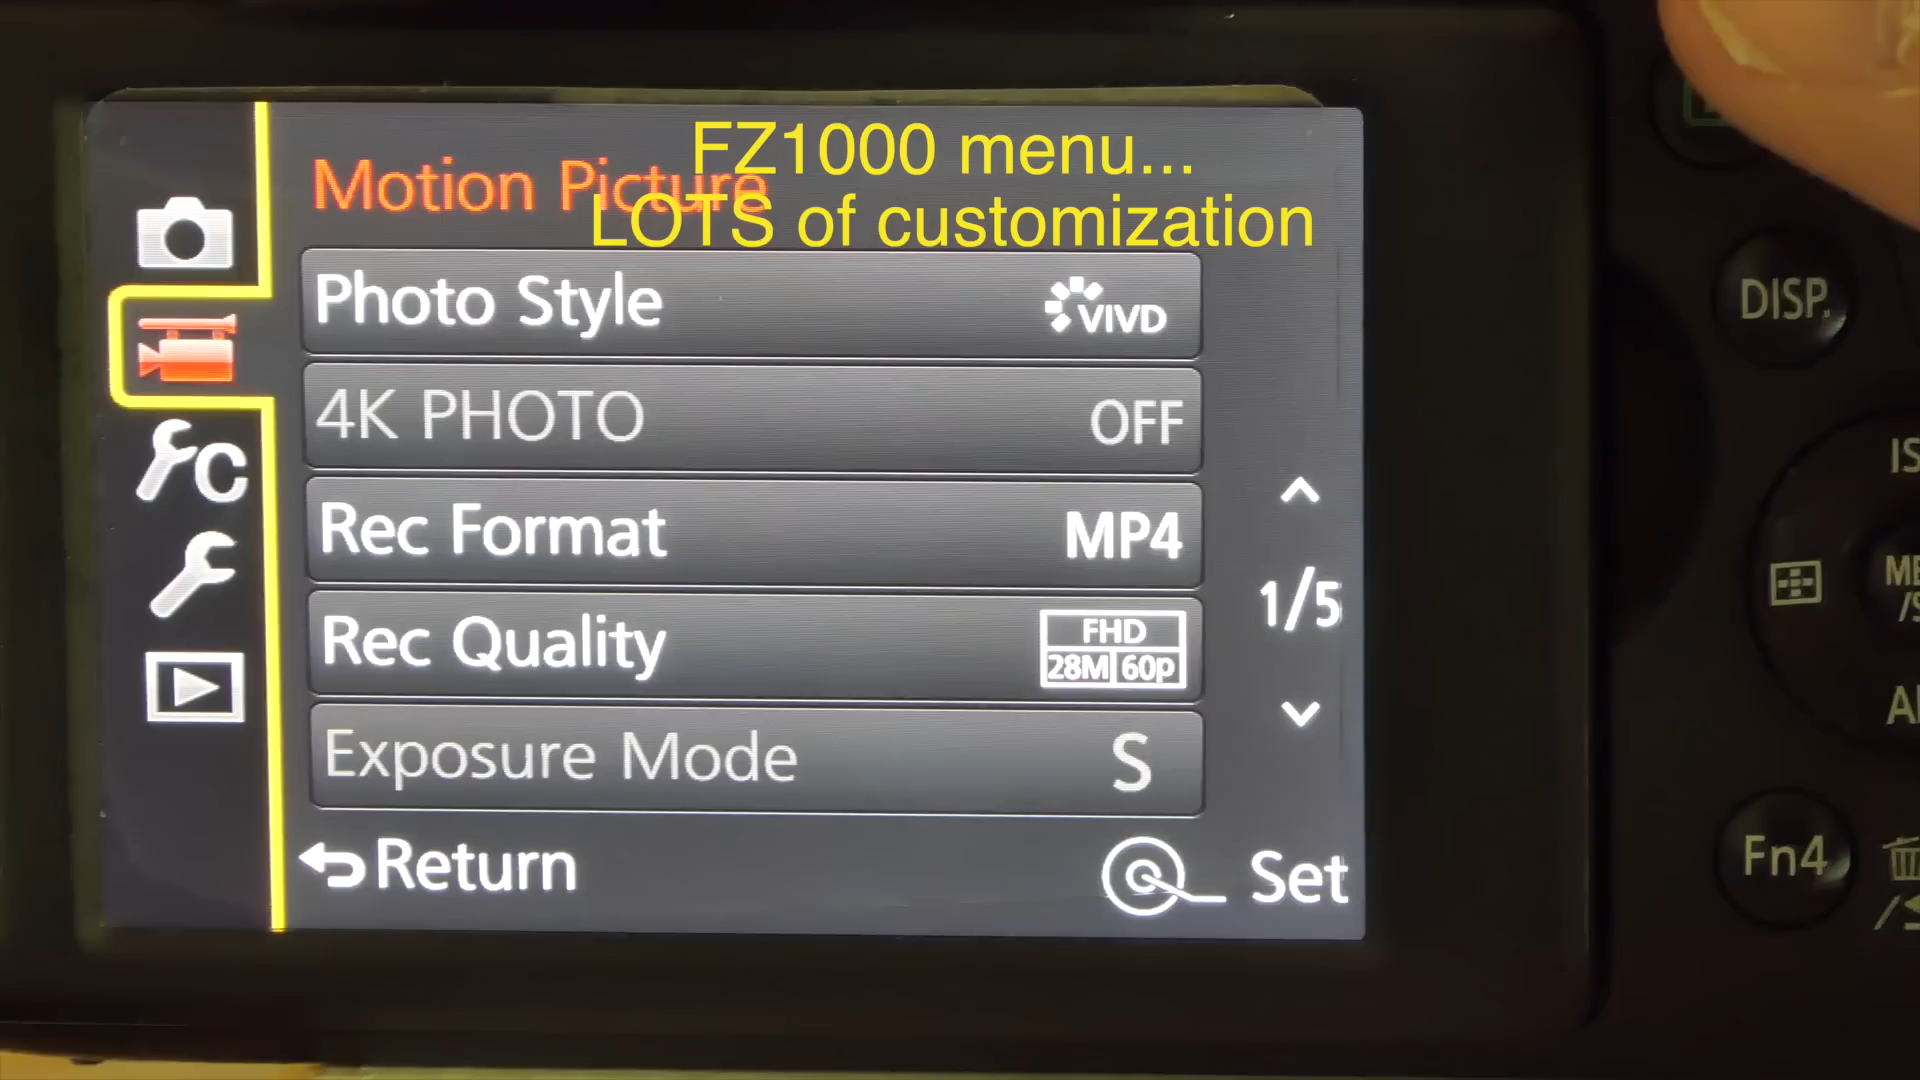 FZ1000 menu...
Motion Picture
LOTS of customization
Photo Style VIVD
4K PHOTO OFF
Rec Format MP4
Rec Quality FHD
28M 60p
1/5
Exposure Mode S
Return Set
C
DISP.
Fn4